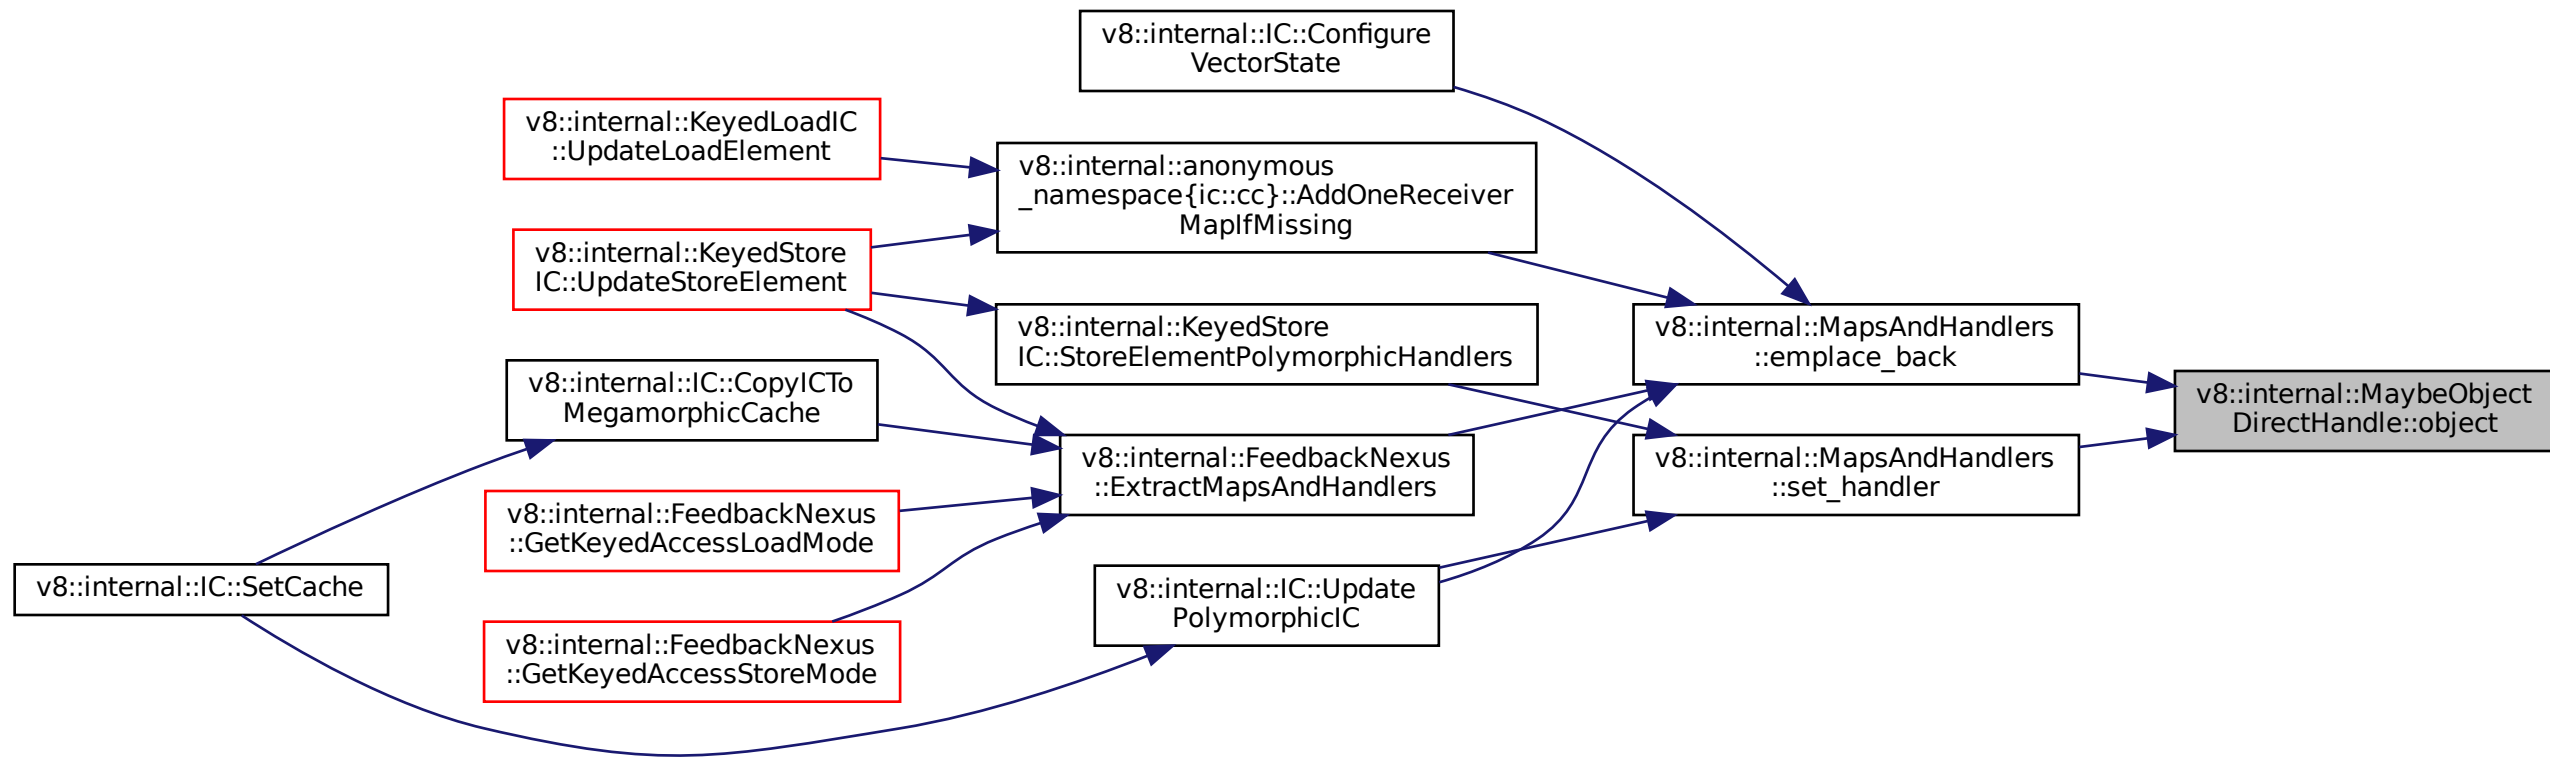 v8::internal::IC::Configure
VectorState
v8::internal::KeyedLoadIC
::UpdateLoadElement
v8::internal::anonymous
_namespace{ic::cc}::AddOneReceiver
MapIfMissing
v8::internal::KeyedStore
IC::UpdateStoreElement
v8::internal::KeyedStore
IC::StoreElementPolymorphicHandlers
v8::internal::MapsAndHandlers
::emplace_back
v8::internal::IC::CopyICTo
MegamorphicCache
v8::internal::MaybeObject
DirectHandle::object
v8::internal::FeedbackNexus
::ExtractMapsAndHandlers
v8::internal::MapsAndHandlers
::set_handler
v8::internal::FeedbackNexus
::GetKeyedAccessLoadMode
v8::internal::IC::SetCache
v8::internal::IC::Update
PolymorphicIC
v8::internal::FeedbackNexus
::GetKeyedAccessStoreMode